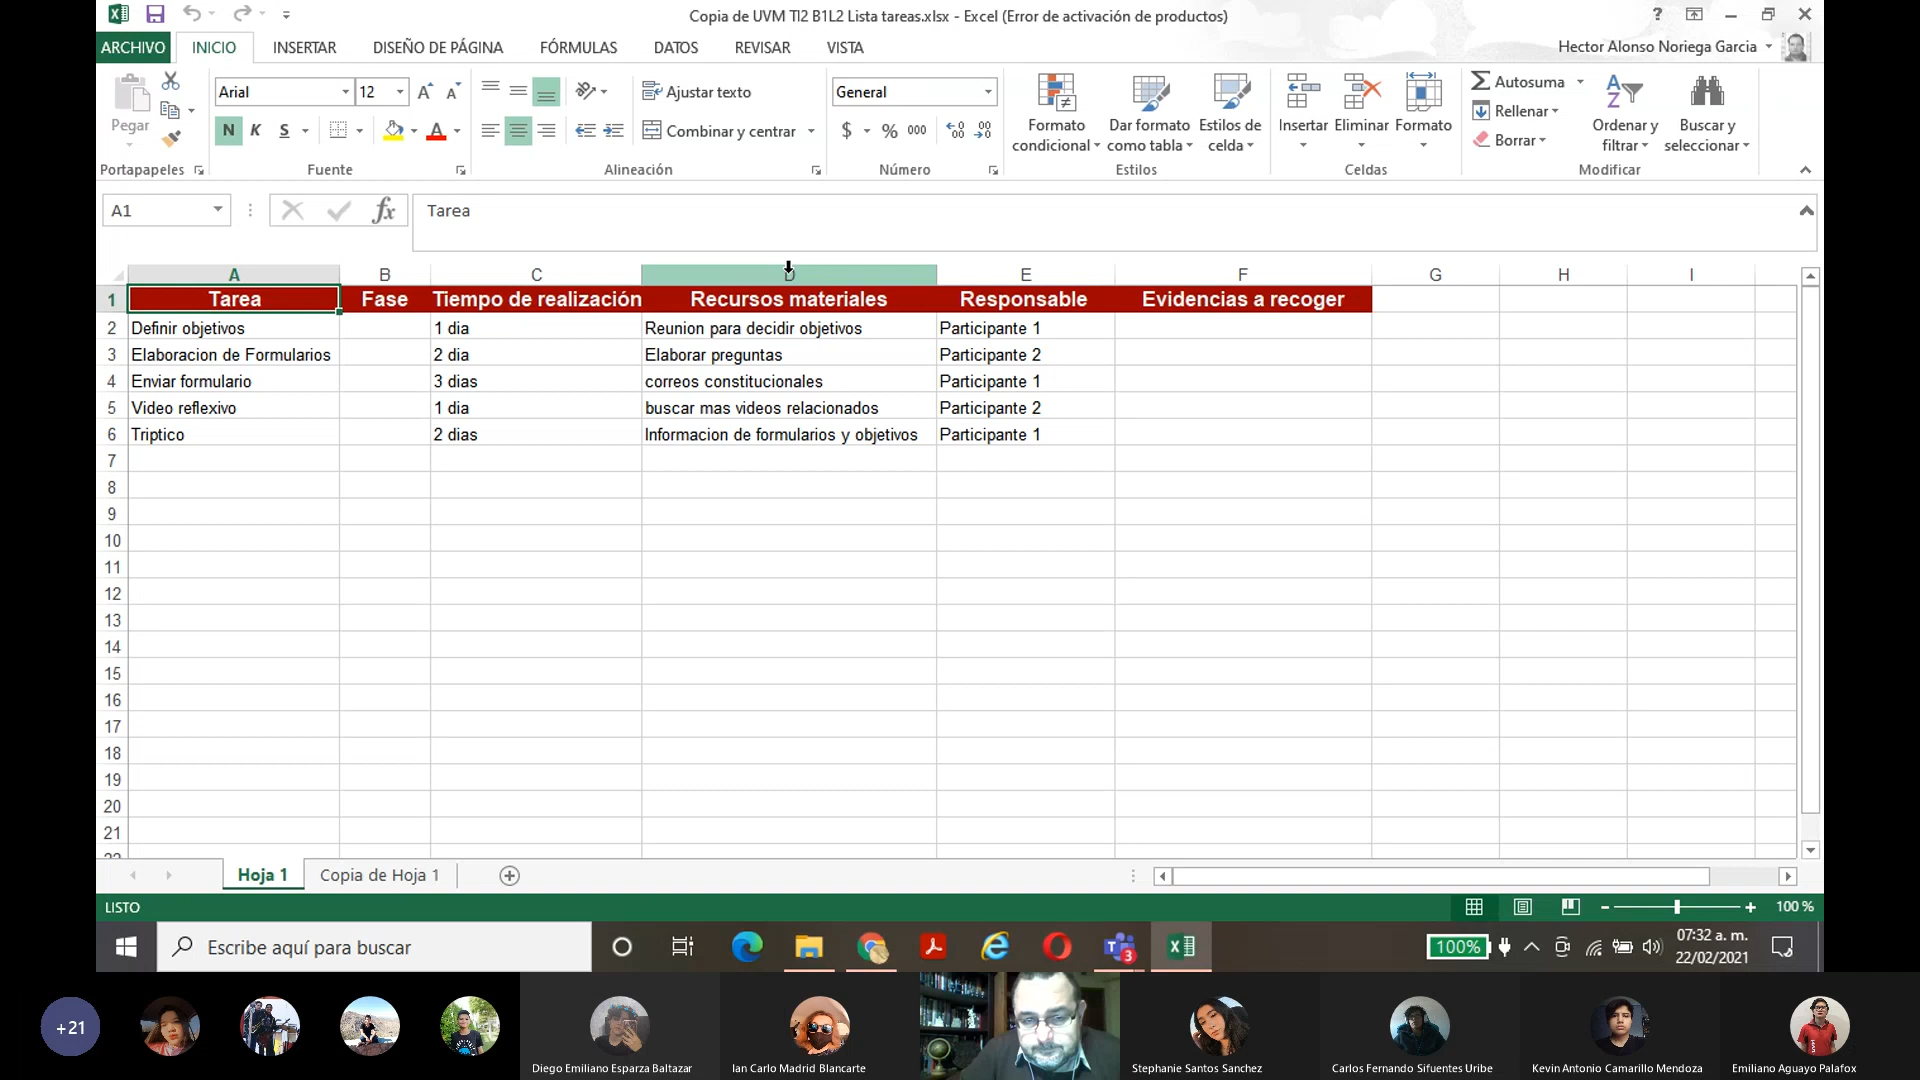 Copia de UVM TI2 B1L2 Lista tareas.xlsx - Excel (Error de activación de productos)
ARCHIVO INICIO INSERTAR DISEÑO DE PÁGINA FÓRMULAS DATOS REVISAR VISTA Hector Alonso Noriega Garcia
Pegar
Portapapeles
Arial 12
N K S
Fuente
Ajustar texto
Combinar y centrar
Alineación
General
$ % 000
Número
Formato condicional
Dar formato como tabla
Estilos de celda
Estilos
Insertar Eliminar Formato
Celdas
Autosuma
Rellenar
Borrar
Ordenar y filtrar
Buscar y seleccionar
Modificar
A1 fx Tarea
A B C D E F G H I
1 Tarea Fase Tiempo de realización Recursos materiales Responsable Evidencias a recoger
2 Definir objetivos 1 dia Reunion para decidir objetivos Participante 1
3 Elaboracion de Formularios 2 dia Elaborar preguntas Participante 2
4 Enviar formulario 3 dias correos constitucionales Participante 1
5 Video reflexivo 1 dia buscar mas videos relacionados Participante 2
6 Triptico 2 dias Informacion de formularios y objetivos Participante 1
7
8
9
10
11
12
13
14
15
16
17
18
19
20
21
22
Hoja 1 Copia de Hoja 1
LISTO 100 %
Escribe aquí para buscar 3 100% 07:32 a. m.
22/02/2021
+21
Diego Emiliano Esparza Baltazar Ian Carlo Madrid Blancarte Stephanie Santos Sanchez Carlos Fernando Sifuentes Uribe Kevin Antonio Camarillo Mendoza Emiliano Aguayo Palafox